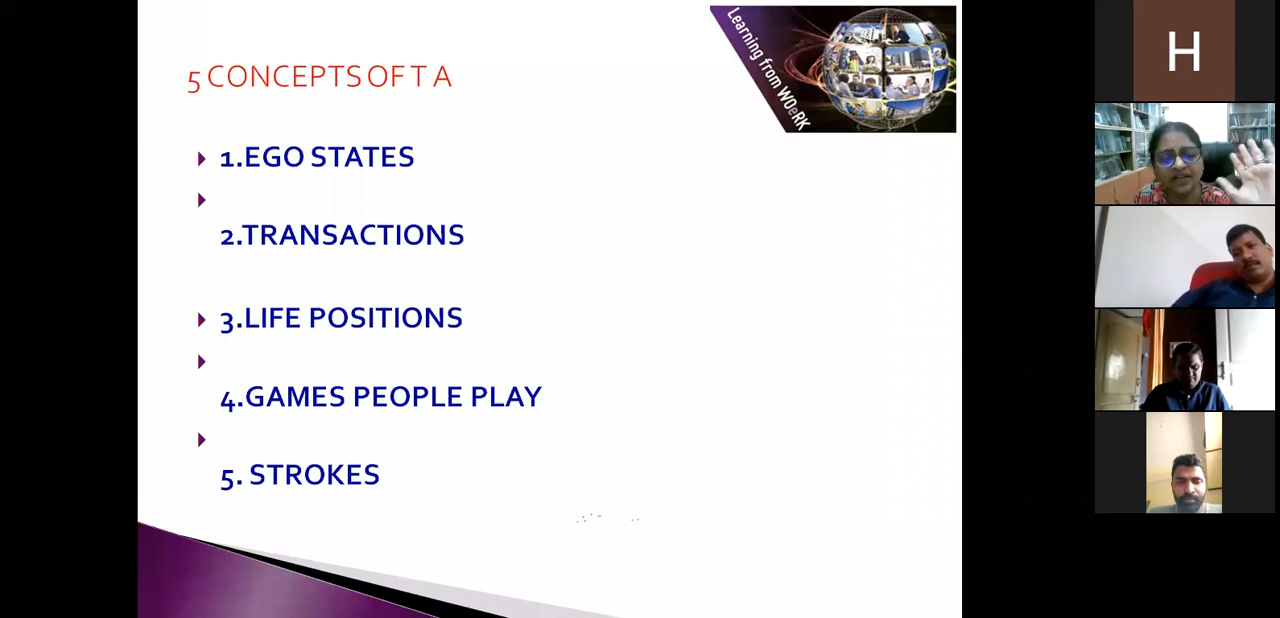 5 CONCEPTS OF T A
Learning from WOeRK
1.EGO STATES
2.TRANSACTIONS
3.LIFE POSITIONS
4.GAMES PEOPLE PLAY
5. STROKES
H